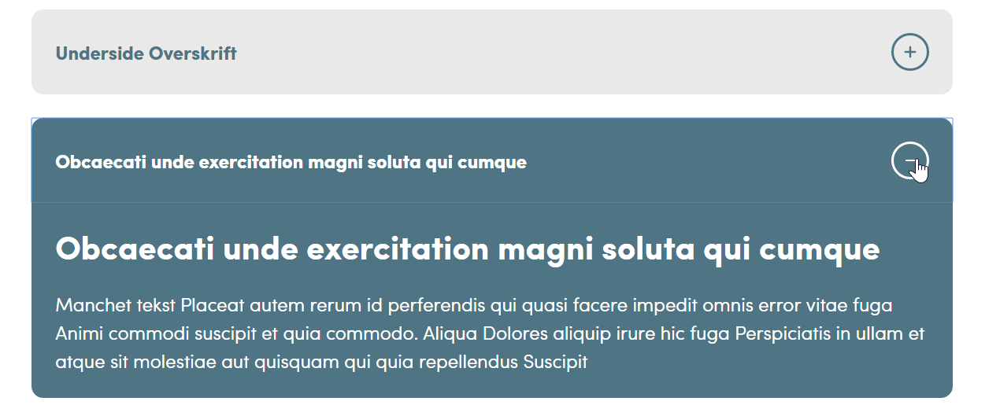 Underside Overskrift
Obcaecati unde exercitation magni soluta qui cumque
Obcaecati unde exercitation magni soluta qui cumque
Manchet tekst Placeat autem rerum id perferendis qui quasi facere impedit omnis error vitae fuga
Animi commodi suscipit et quia commodo. Aliqua Dolores aliquip irure hic fuga Perspiciatis in ullam et
atque sit molestiae aut quisquam qui quia repellendus Suscipit